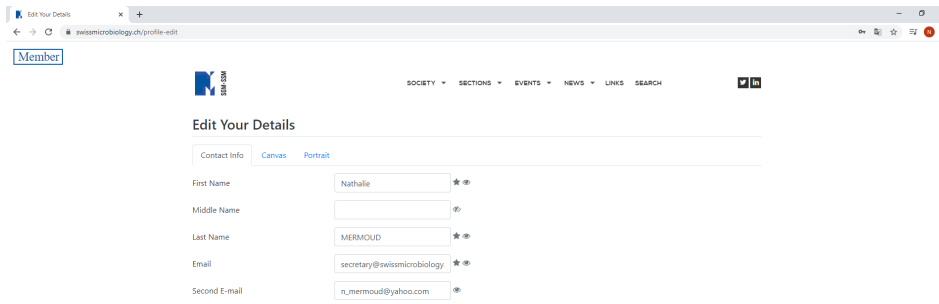 Edit Your Details
swissmicrobiology.ch/profile-edit
N
Member
SGM-SSM
SOCIETY SECTIONS EVENTS NEWS LINKS SEARCH
Edit Your Details
Contact Info Canvas Portrait
First Name Nathalie
Middle Name
Last Name MERMOUD
Email secretary@swissmicrobiology.
Second E-mail n_mermoud@yahoo.com